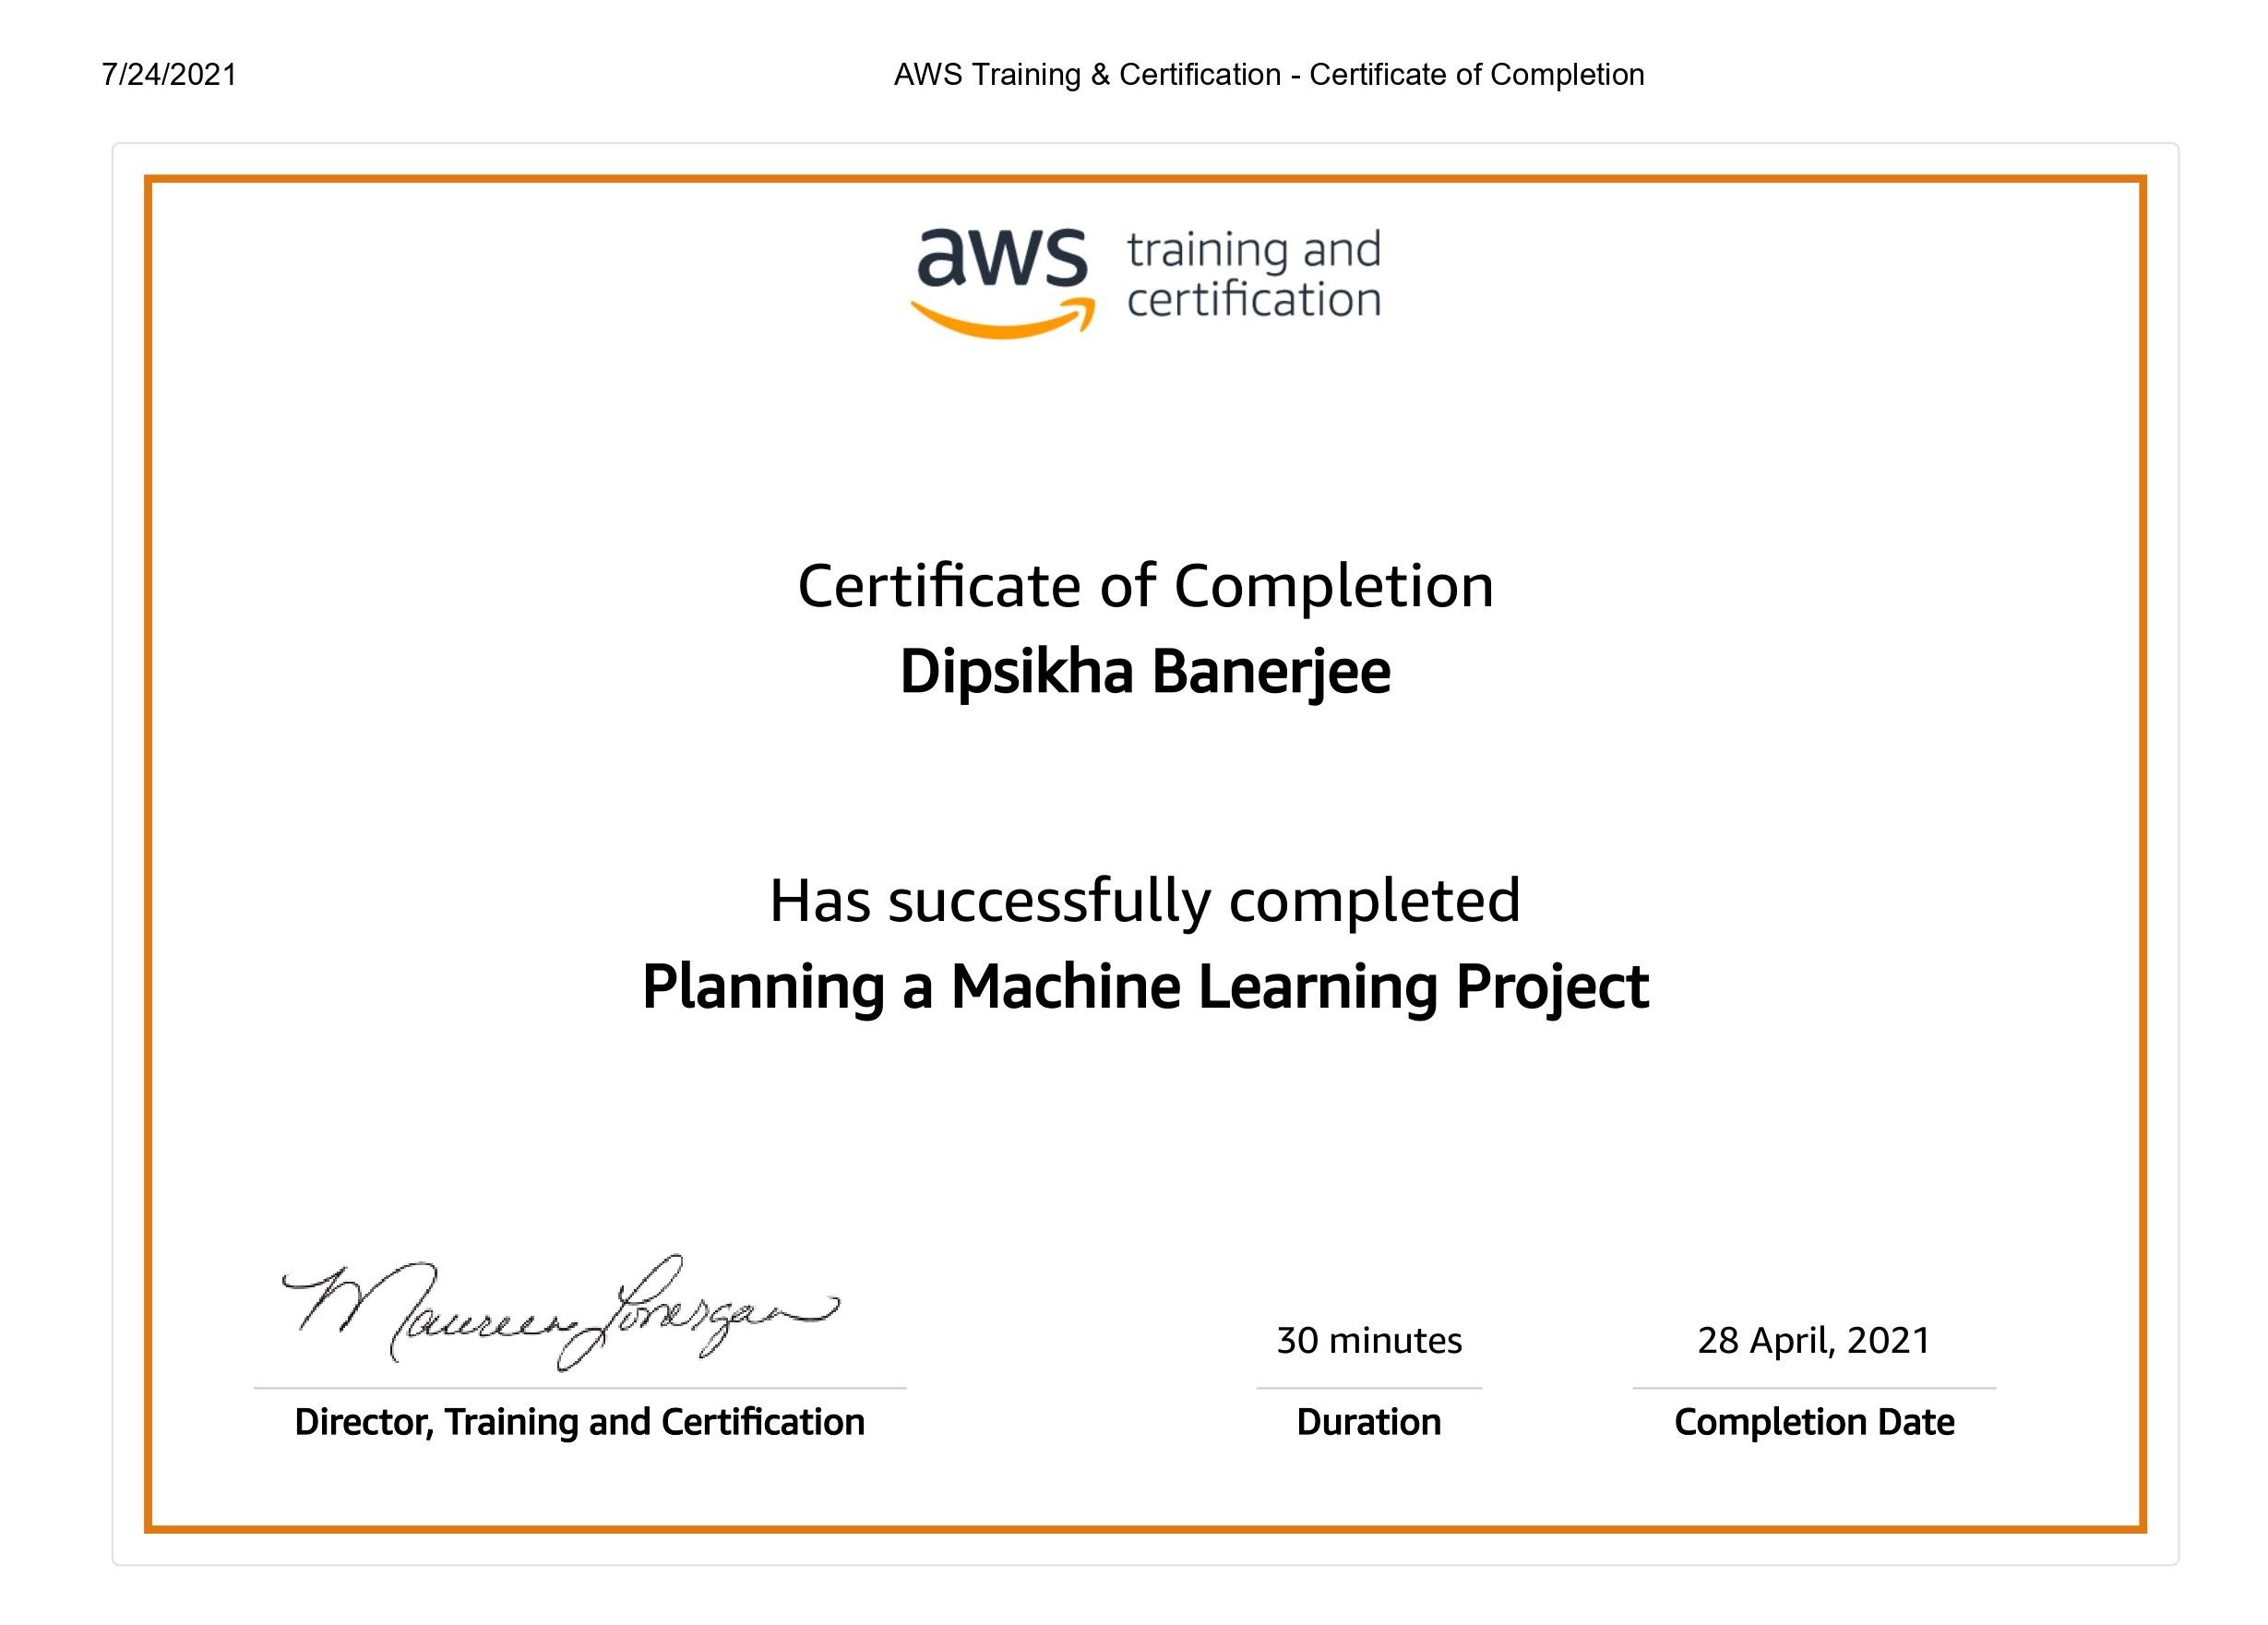 7/24/2021
AWS Training & Certification - Certificate of Completion
aws training and
certification
Certificate of Completion
Dipsikha Banerjee
Has successfully completed
Planning a Machine Learning Project
Maureen Lonergan
30 minutes
28 April, 2021
Director, Training and Certification
Duration
Completion Date